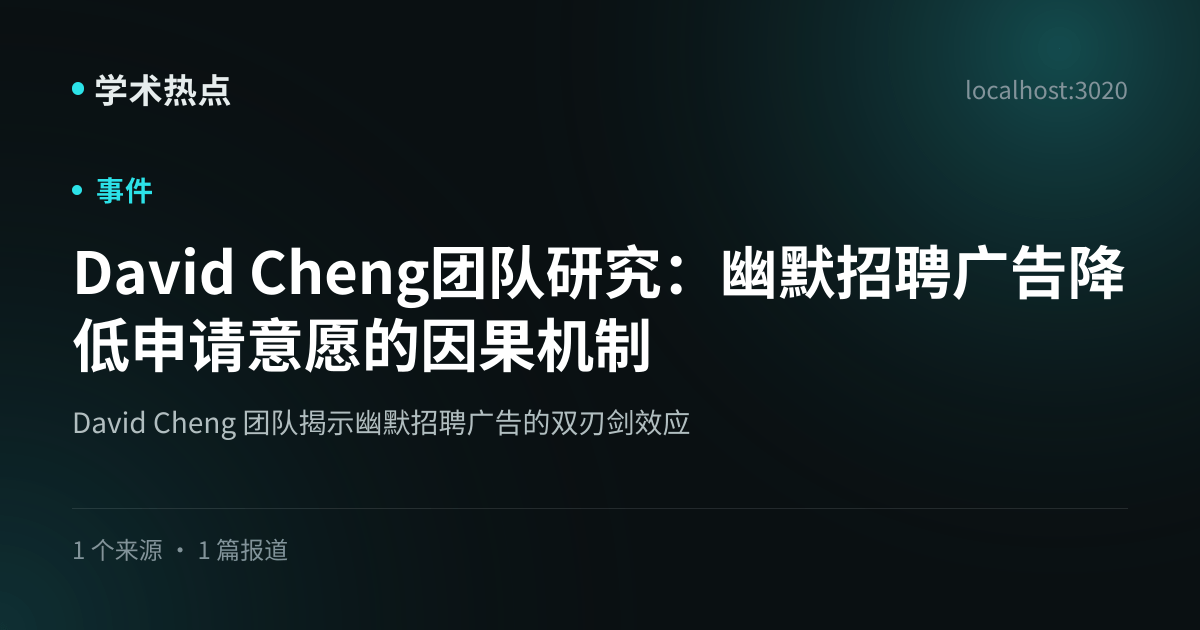 学术热点
localhost:3020
事件
David Cheng团队研究：幽默招聘广告降
低申请意愿的因果机制
David Cheng 团队揭示幽默招聘广告的双刃剑效应
1 个来源 · 1 篇报道